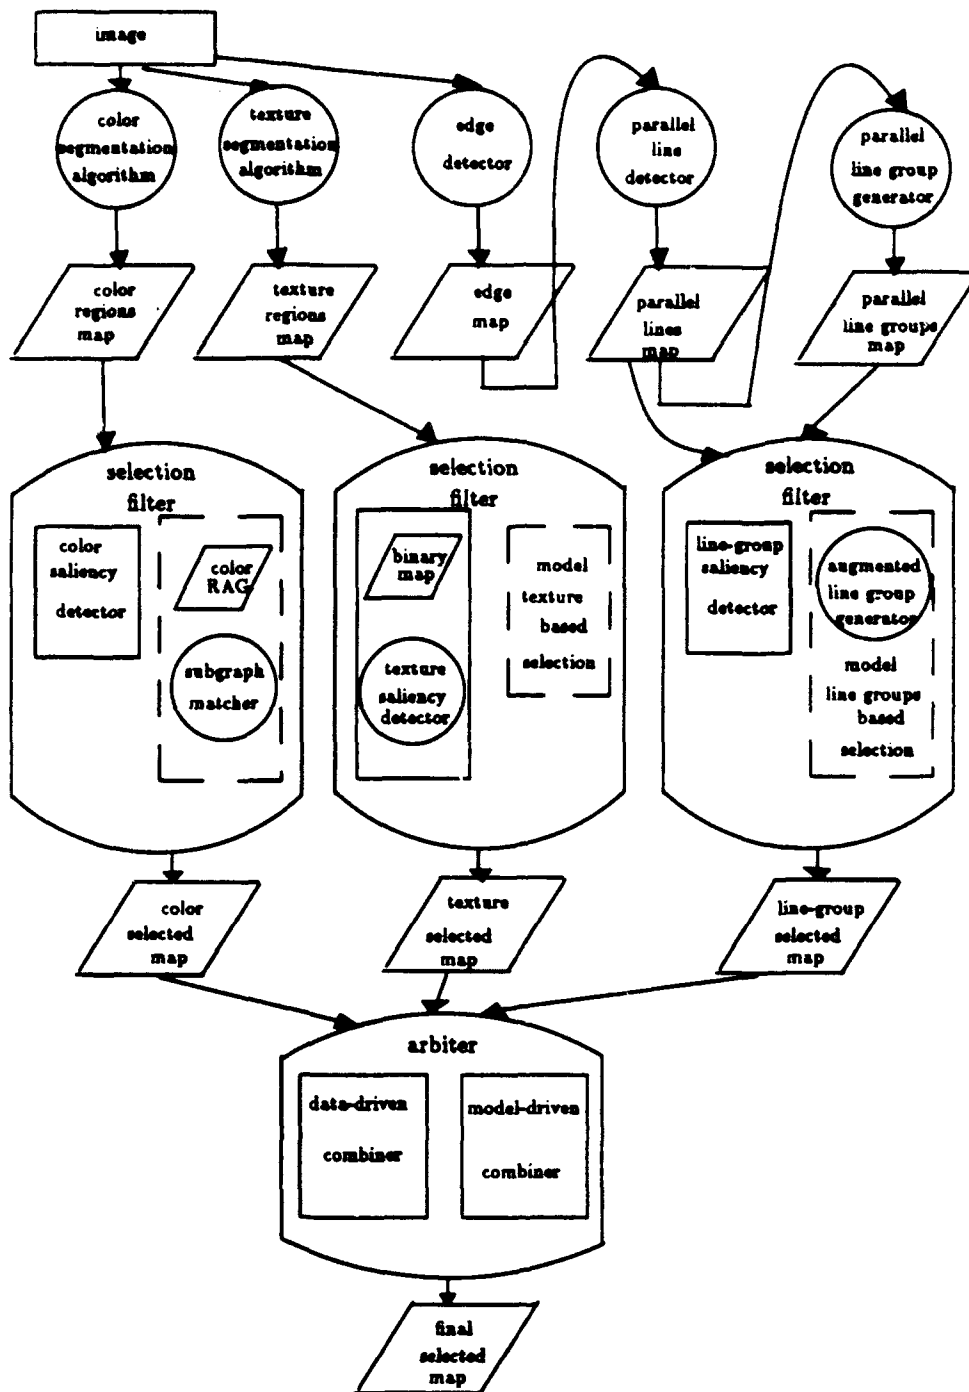 image
color
segmentation
algorithm
texture
segmentation
algorithm
edge
detector
parallel
line
detector
parallel
line group
generator
color
regions
map
texture
regions
map
edge
map
parallel
lines
map
parallel
line groups
map
selection
filter
color
saliency
detector
color
RAG
subgraph
matcher
selection
filter
binary
map
texture
saliency
detector
model
texture
based
selection
selection
filter
line-group
saliency
detector
augmented
line group
generator
model
line groups
based
selection
color
selected
map
texture
selected
map
line-group
selected
map
arbiter
data-driven
combiner
model-driven
combiner
final
selected
map